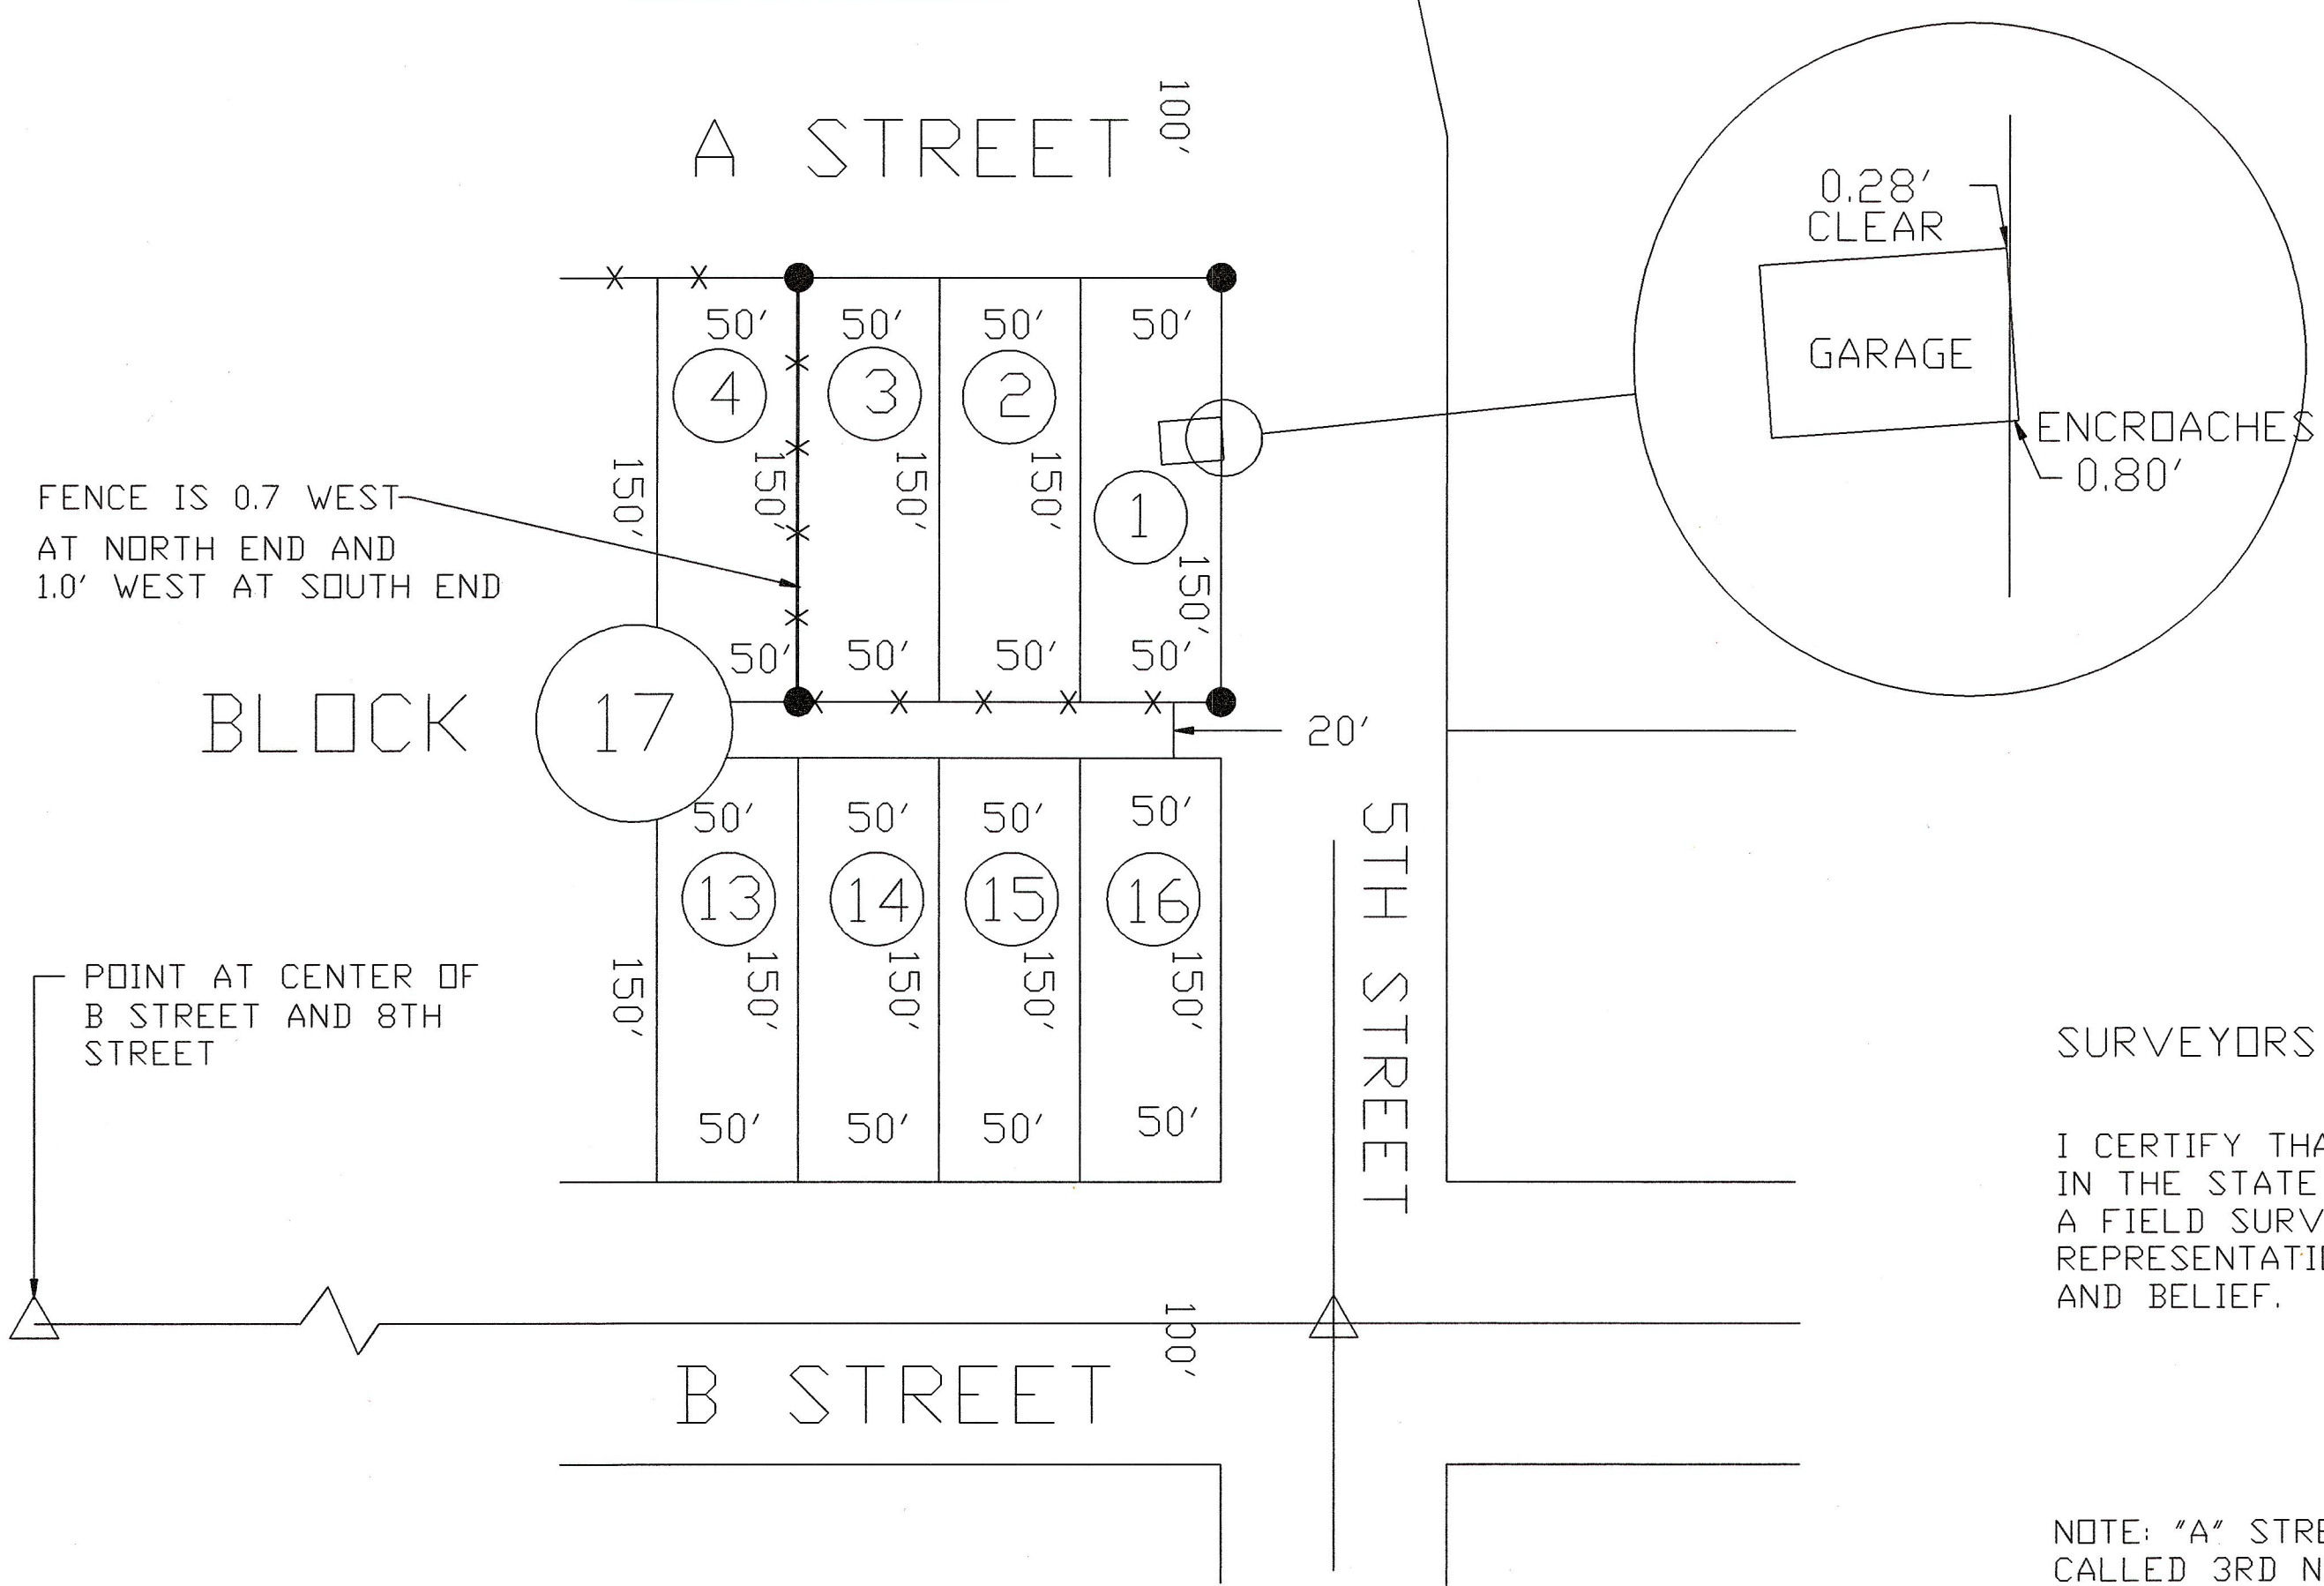 A STREET
100'
0.28'
CLEAR
GARAGE
ENCROACHES
0.80'
50'
50'
50'
50'
4
3
2
1
150'
150'
150'
150'
150'
FENCE IS 0.7 WEST
AT NORTH END AND
1.0' WEST AT SOUTH END
50'
50'
50'
50'
BLOCK
17
20'
50'
50'
50'
50'
13
14
15
16
150'
150'
150'
150'
150'
5TH STREET
POINT AT CENTER OF
B STREET AND 8TH
STREET
50'
50'
50'
50'
100'
B STREET
SURVEYORS
I CERTIFY THA
IN THE STATE
A FIELD SURV
REPRESENTATI
AND BELIEF.
NOTE: "A" STRE
CALLED 3RD N